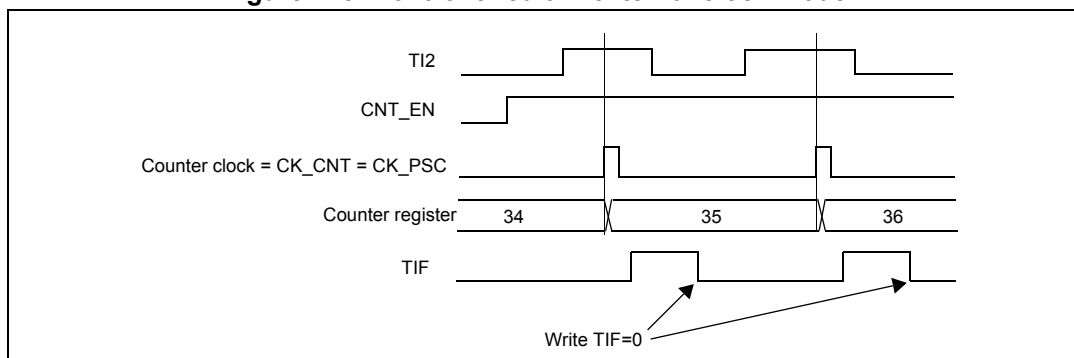 TI2
CNT_EN
Counter clock = CK_CNT = CK_PSC
Counter register 34 35 36
TIF
Write TIF=0